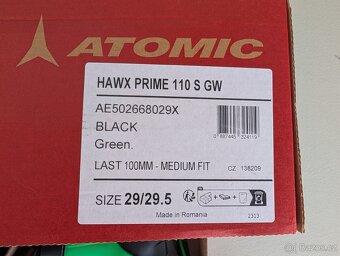 ATOMIC
HAWX PRIME 110 S GW
AE502668029X
BLACK
Green.
LAST 100MM - MEDIUM FIT
CZ 138209
SIZE 29/29.5
Made in Romania
2313